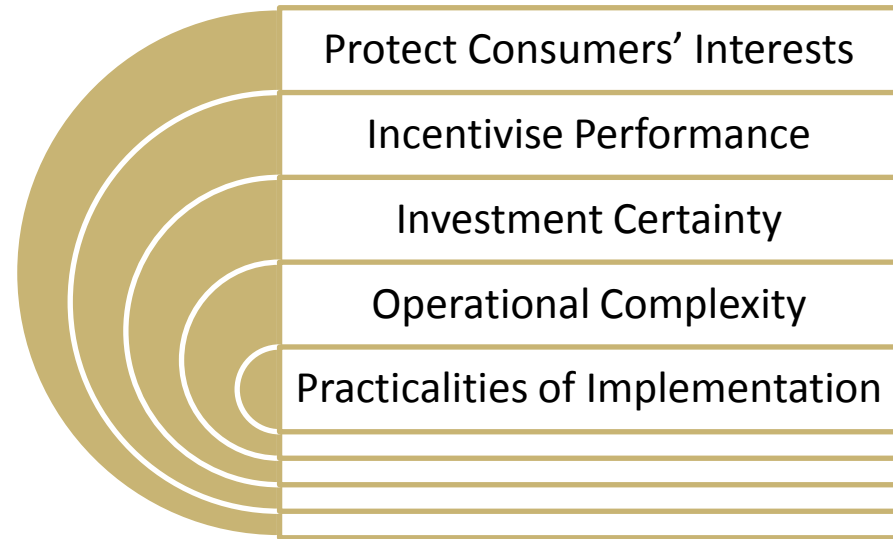 Protect Consumers’ Interests
Incentivise Performance
Investment Certainty
Operational Complexity
Practicalities of Implementation